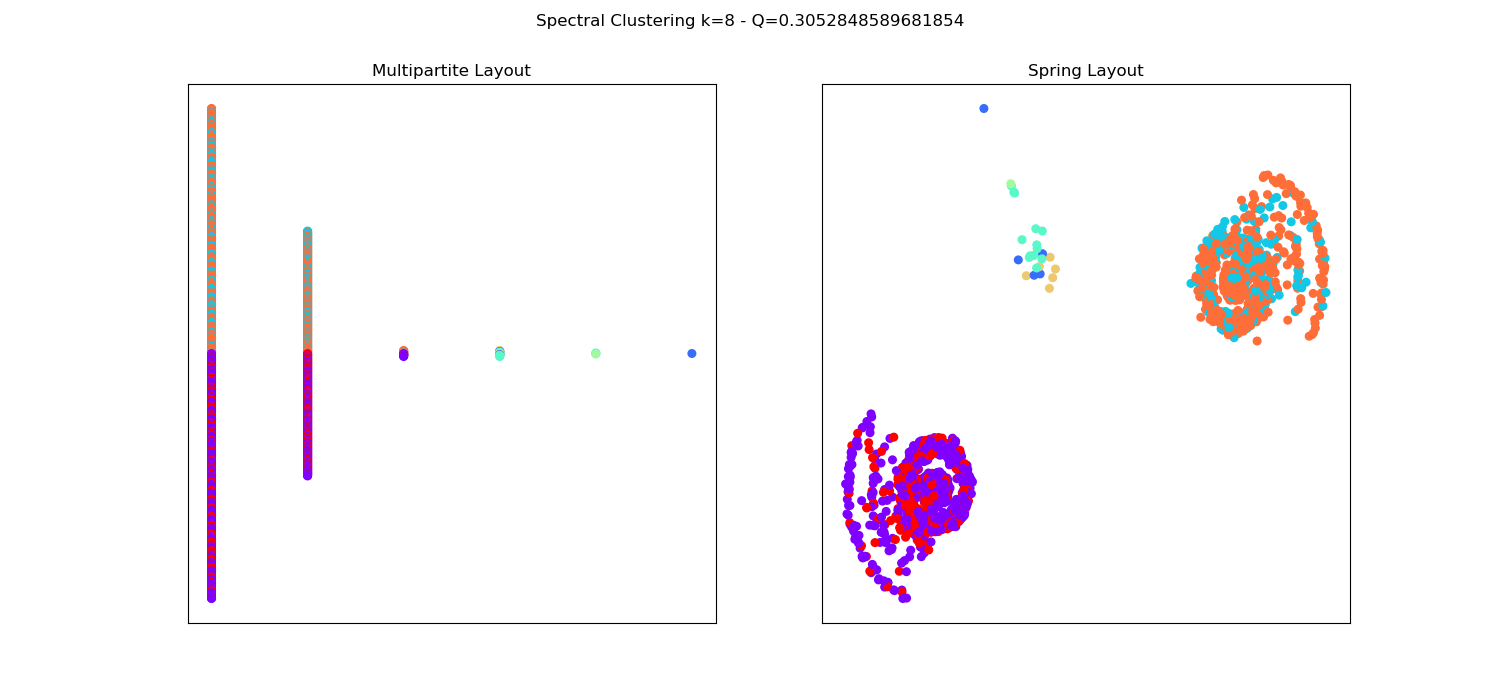 Spectral Clustering k=8 - Q=0.3052848589681854
Multipartite Layout
Spring Layout